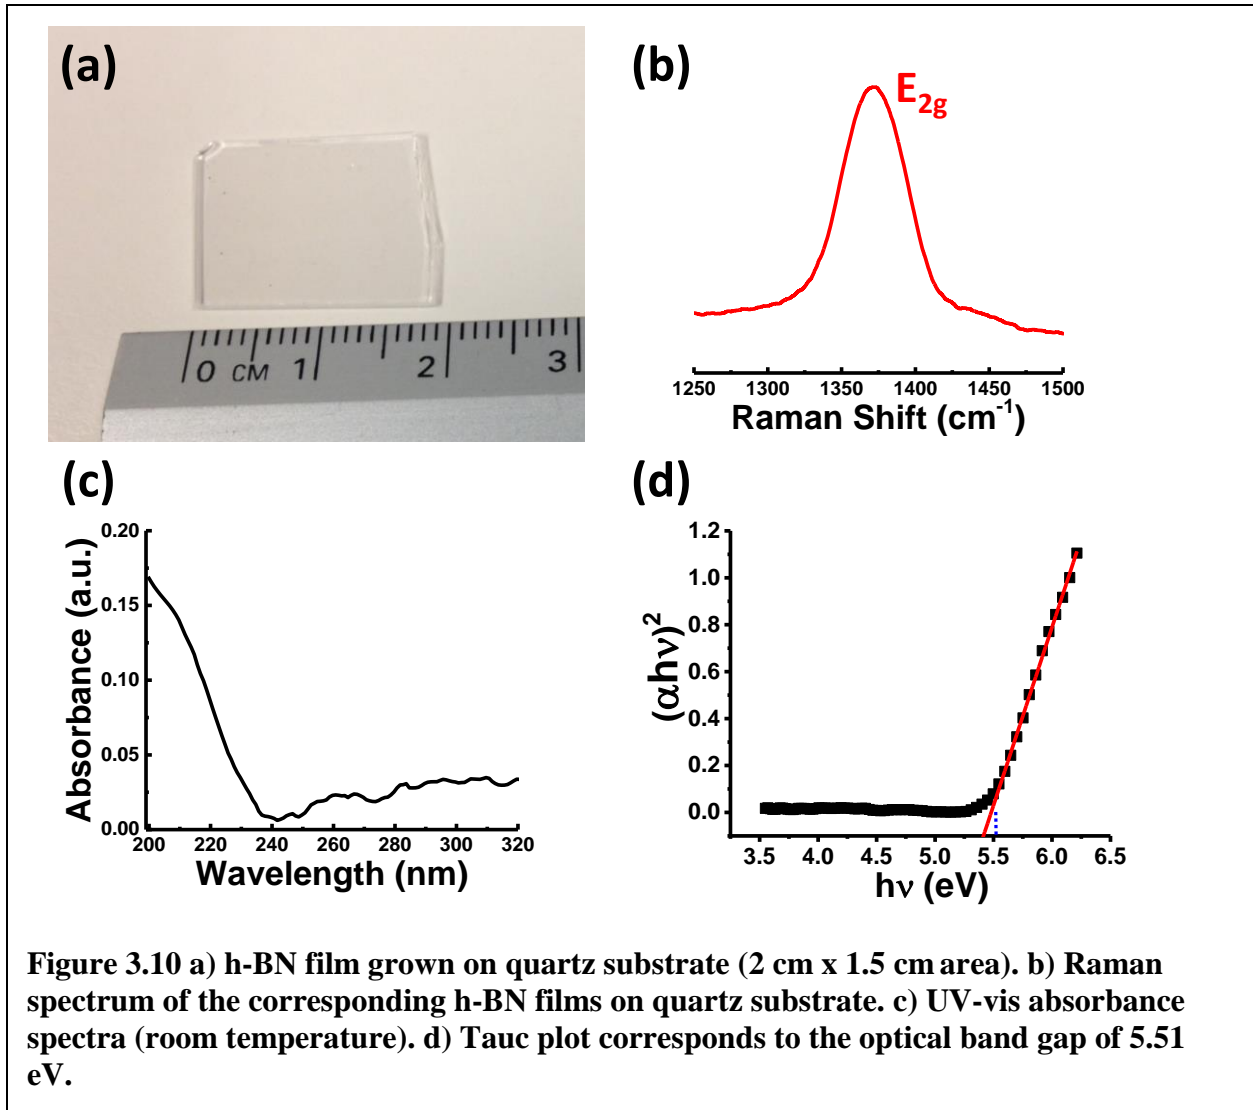 (a)
0 CM 1 2 3
(b)
E2g
1250 1300 1350 1400 1450 1500
Raman Shift (cm-1)
(c)
0.20
0.15
0.10
0.05
0.00
Absorbance (a.u.)
200 220 240 260 280 300 320
Wavelength (nm)
(d)
1.2
1.0
0.8
0.6
0.4
0.2
0.0
(αhν)2
3.5 4.0 4.5 5.0 5.5 6.0 6.5
hν (eV)
Figure 3.10 a) h-BN film grown on quartz substrate (2 cm x 1.5 cm area). b) Raman
spectrum of the corresponding h-BN films on quartz substrate. c) UV-vis absorbance
spectra (room temperature). d) Tauc plot corresponds to the optical band gap of 5.51
eV.